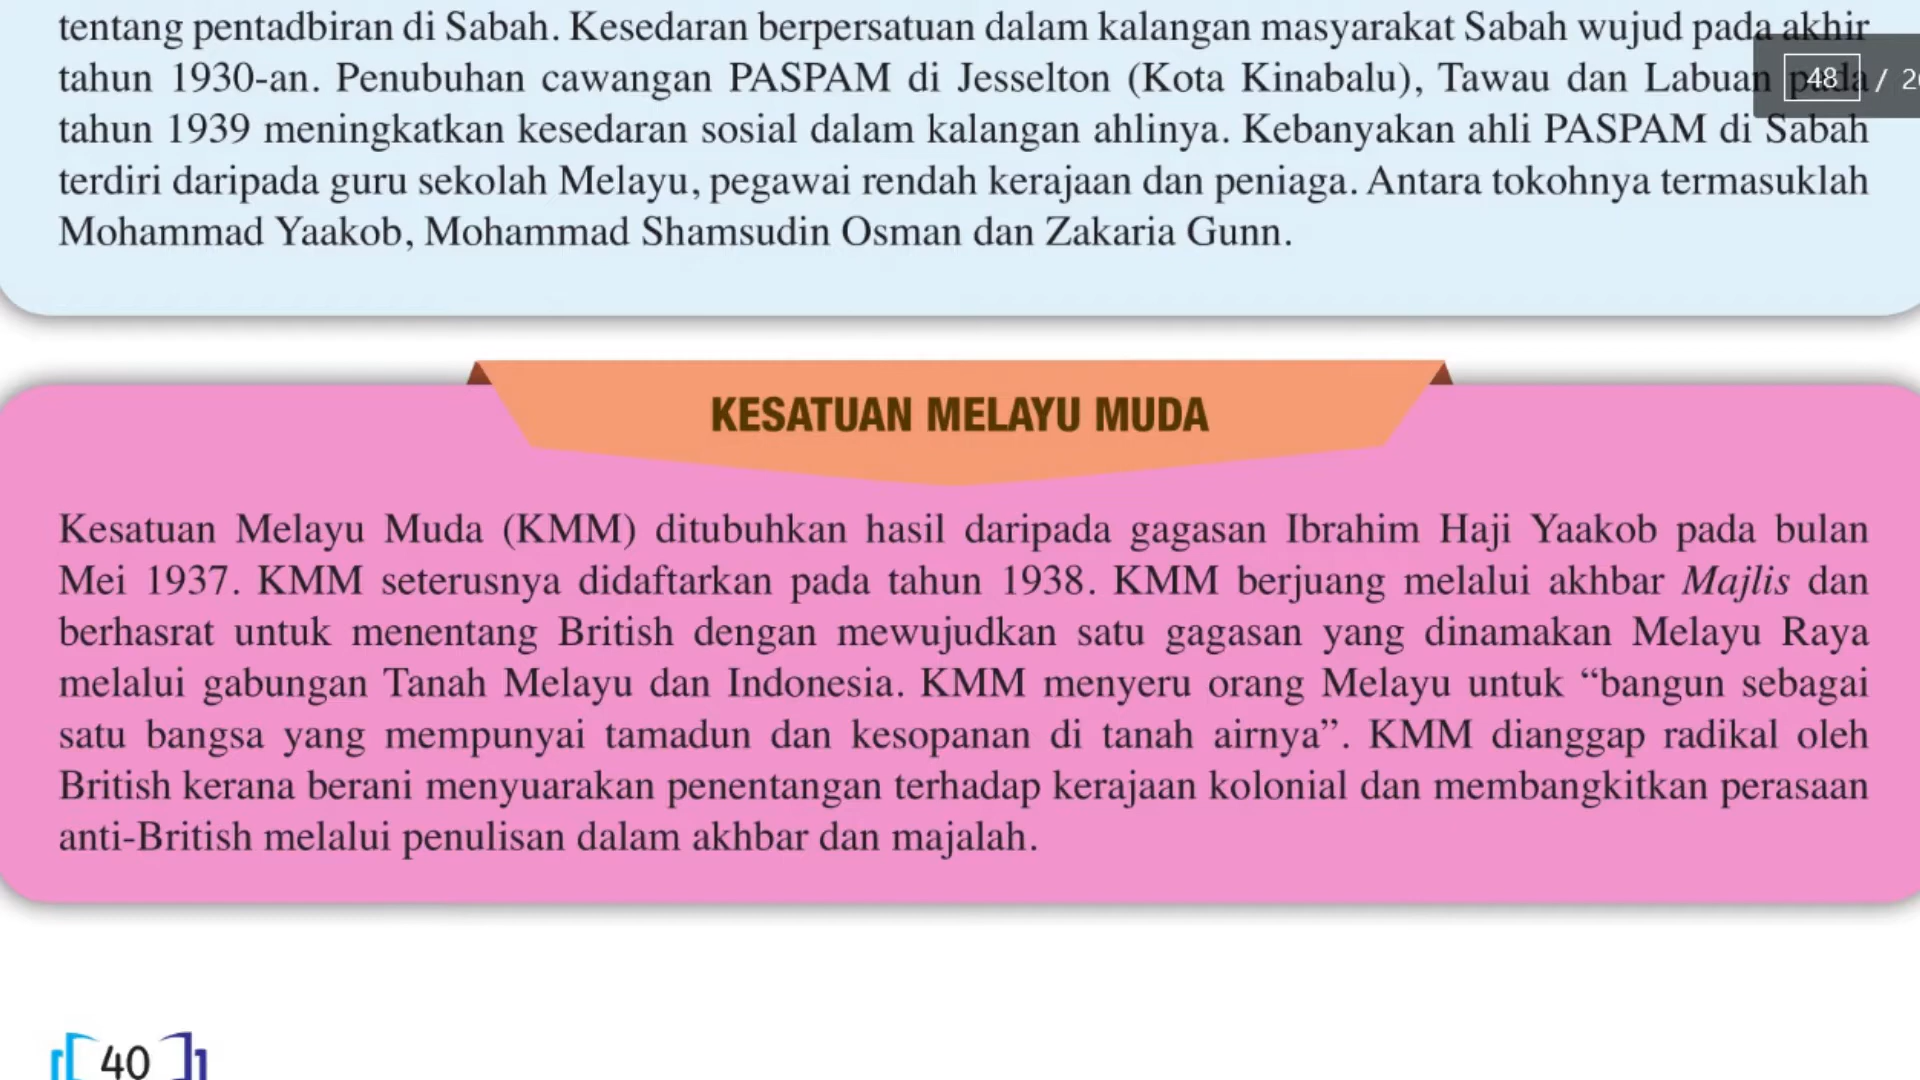 tentang pentadbiran di Sabah. Kesedaran berpersatuan dalam kalangan masyarakat Sabah wujud pada akhir
tahun 1930-an. Penubuhan cawangan PASPAM di Jesselton (Kota Kinabalu), Tawau dan Labuan pada
48 / 2
tahun 1939 meningkatkan kesedaran sosial dalam kalangan ahlinya. Kebanyakan ahli PASPAM di Sabah
terdiri daripada guru sekolah Melayu, pegawai rendah kerajaan dan peniaga. Antara tokohnya termasuklah
Mohammad Yaakob, Mohammad Shamsudin Osman dan Zakaria Gunn.
KESATUAN MELAYU MUDA
Kesatuan Melayu Muda (KMM) ditubuhkan hasil daripada gagasan Ibrahim Haji Yaakob pada bulan
Mei 1937. KMM seterusnya didaftarkan pada tahun 1938. KMM berjuang melalui akhbar Majlis dan
berhasrat untuk menentang British dengan mewujudkan satu gagasan yang dinamakan Melayu Raya
melalui gabungan Tanah Melayu dan Indonesia. KMM menyeru orang Melayu untuk “bangun sebagai
satu bangsa yang mempunyai tamadun dan kesopanan di tanah airnya”. KMM dianggap radikal oleh
British kerana berani menyuarakan penentangan terhadap kerajaan kolonial dan membangkitkan perasaan
anti-British melalui penulisan dalam akhbar dan majalah.
40